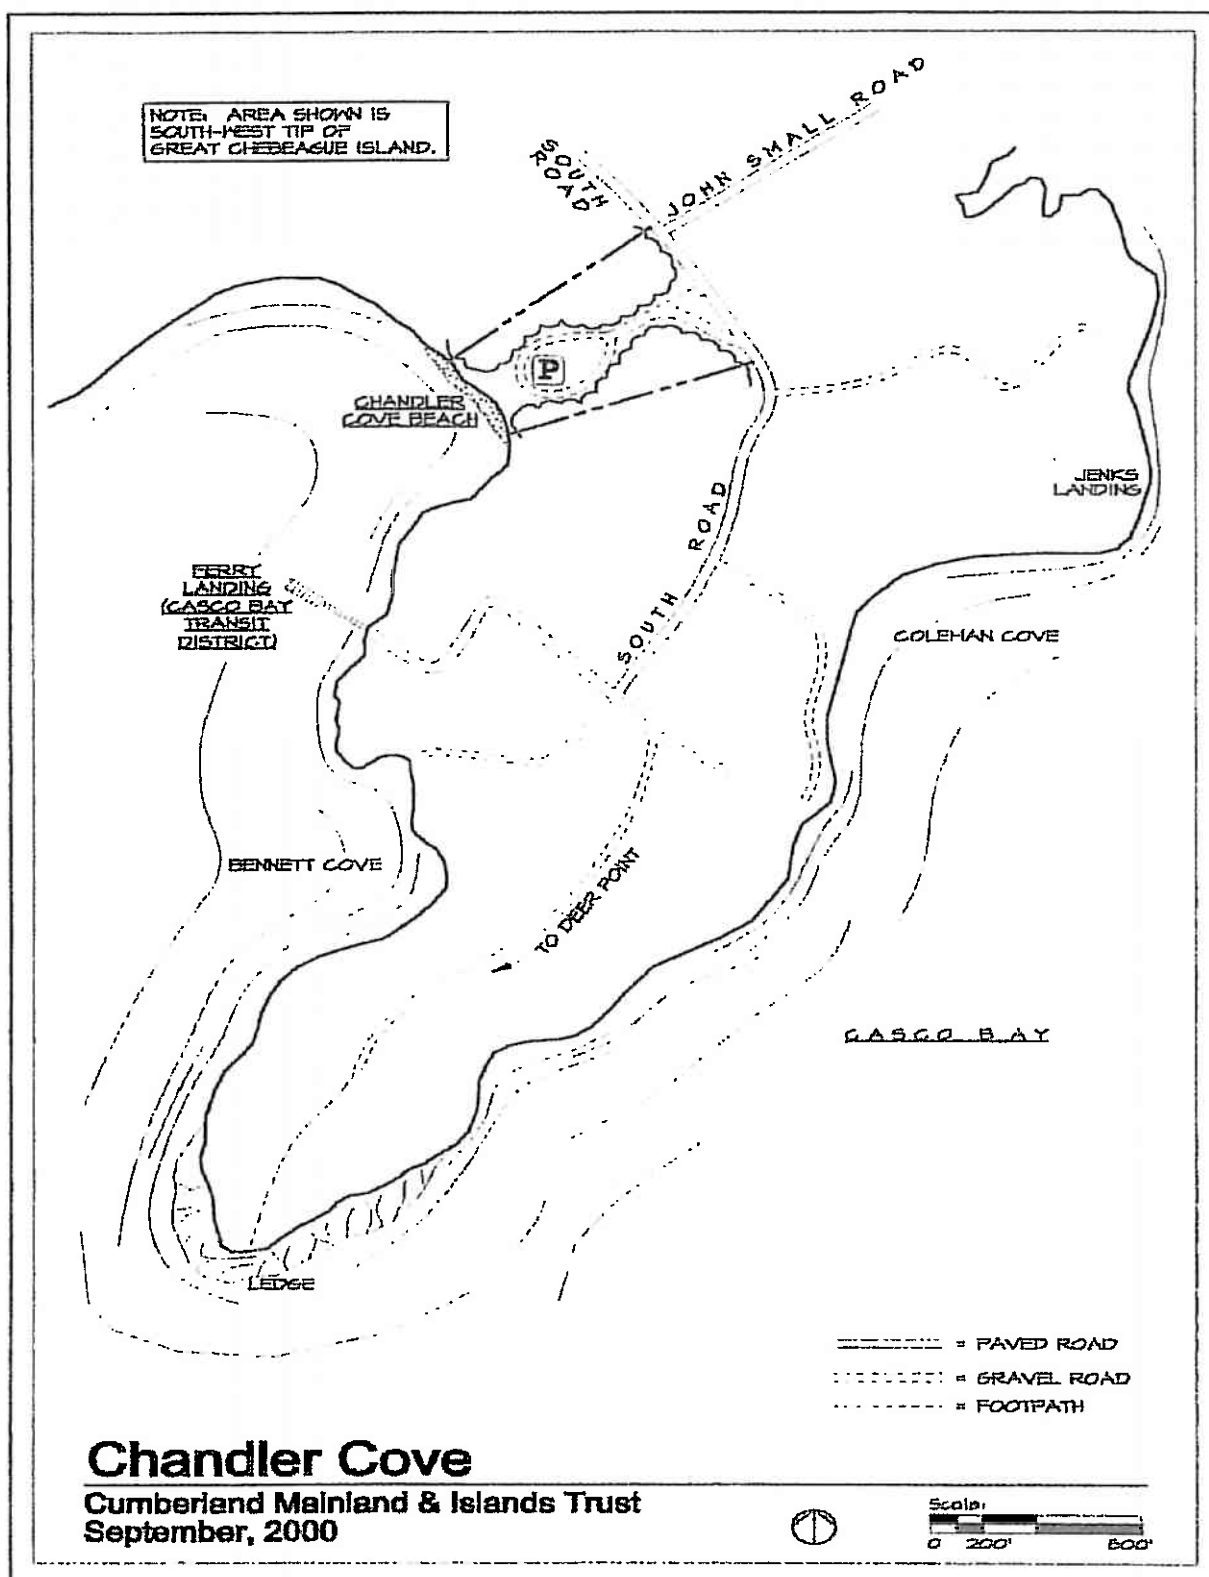 NOTE: AREA SHOWN IS
SOUTH-WEST TIP OF
GREAT CHEBEAGUE ISLAND.
SOUTH
ROAD
JOHN SMALL ROAD
P
CHANDLER
COVE BEACH
JENKS
LANDING
SOUTH ROAD
FERRY
LANDING
(CASCO BAY
TRANSIT
DISTRICT)
COLEHAN COVE
BENNETT COVE
TO DEER POINT
CASCO BAY
LEDGE
= PAVED ROAD
= GRAVEL ROAD
= FOOTPATH
Chandler Cove
Cumberland Mainland & Islands Trust
September, 2000
Scale:
0 200' 800'